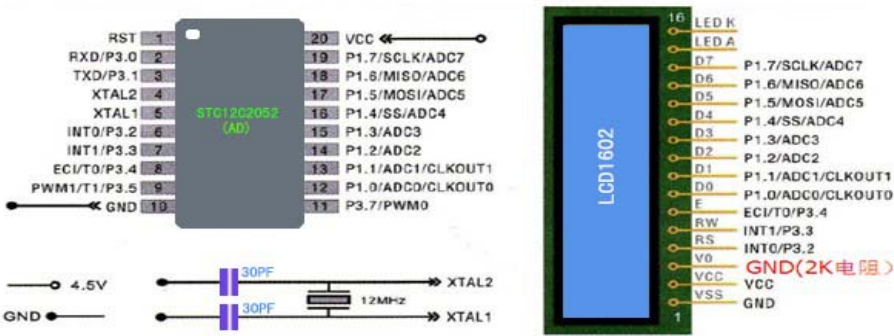 RST 1
RXD/P3.0 2
TXD/P3.1 3
XTAL2 4
XTAL1 5
INT0/P3.2 6
INT1/P3.3 7
ECI/T0/P3.4 8
PWM1/T1/P3.5 9
GND 10
STC12C2052
(AD)
20 VCC
19 P1.7/SCLK/ADC7
18 P1.6/MISO/ADC6
17 P1.5/MOSI/ADC5
16 P1.4/SS/ADC4
15 P1.3/ADC3
14 P1.2/ADC2
13 P1.1/ADC1/CLKOUT1
12 P1.0/ADC0/CLKOUT0
11 P3.7/PWM0
4.5V
GND
30PF
XTAL2
12MHz
30PF
XTAL1
LCD1602
16 LED K
LED A
D7 P1.7/SCLK/ADC7
D6 P1.6/MISO/ADC6
D5 P1.5/MOSI/ADC5
D4 P1.4/SS/ADC4
D3 P1.3/ADC3
D2 P1.2/ADC2
D1 P1.1/ADC1/CLKOUT1
D0 P1.0/ADC0/CLKOUT0
E ECI/T0/P3.4
RW INT1/P3.3
RS INT0/P3.2
V0 GND(2K电阻)
VCC VCC
VSS GND
1